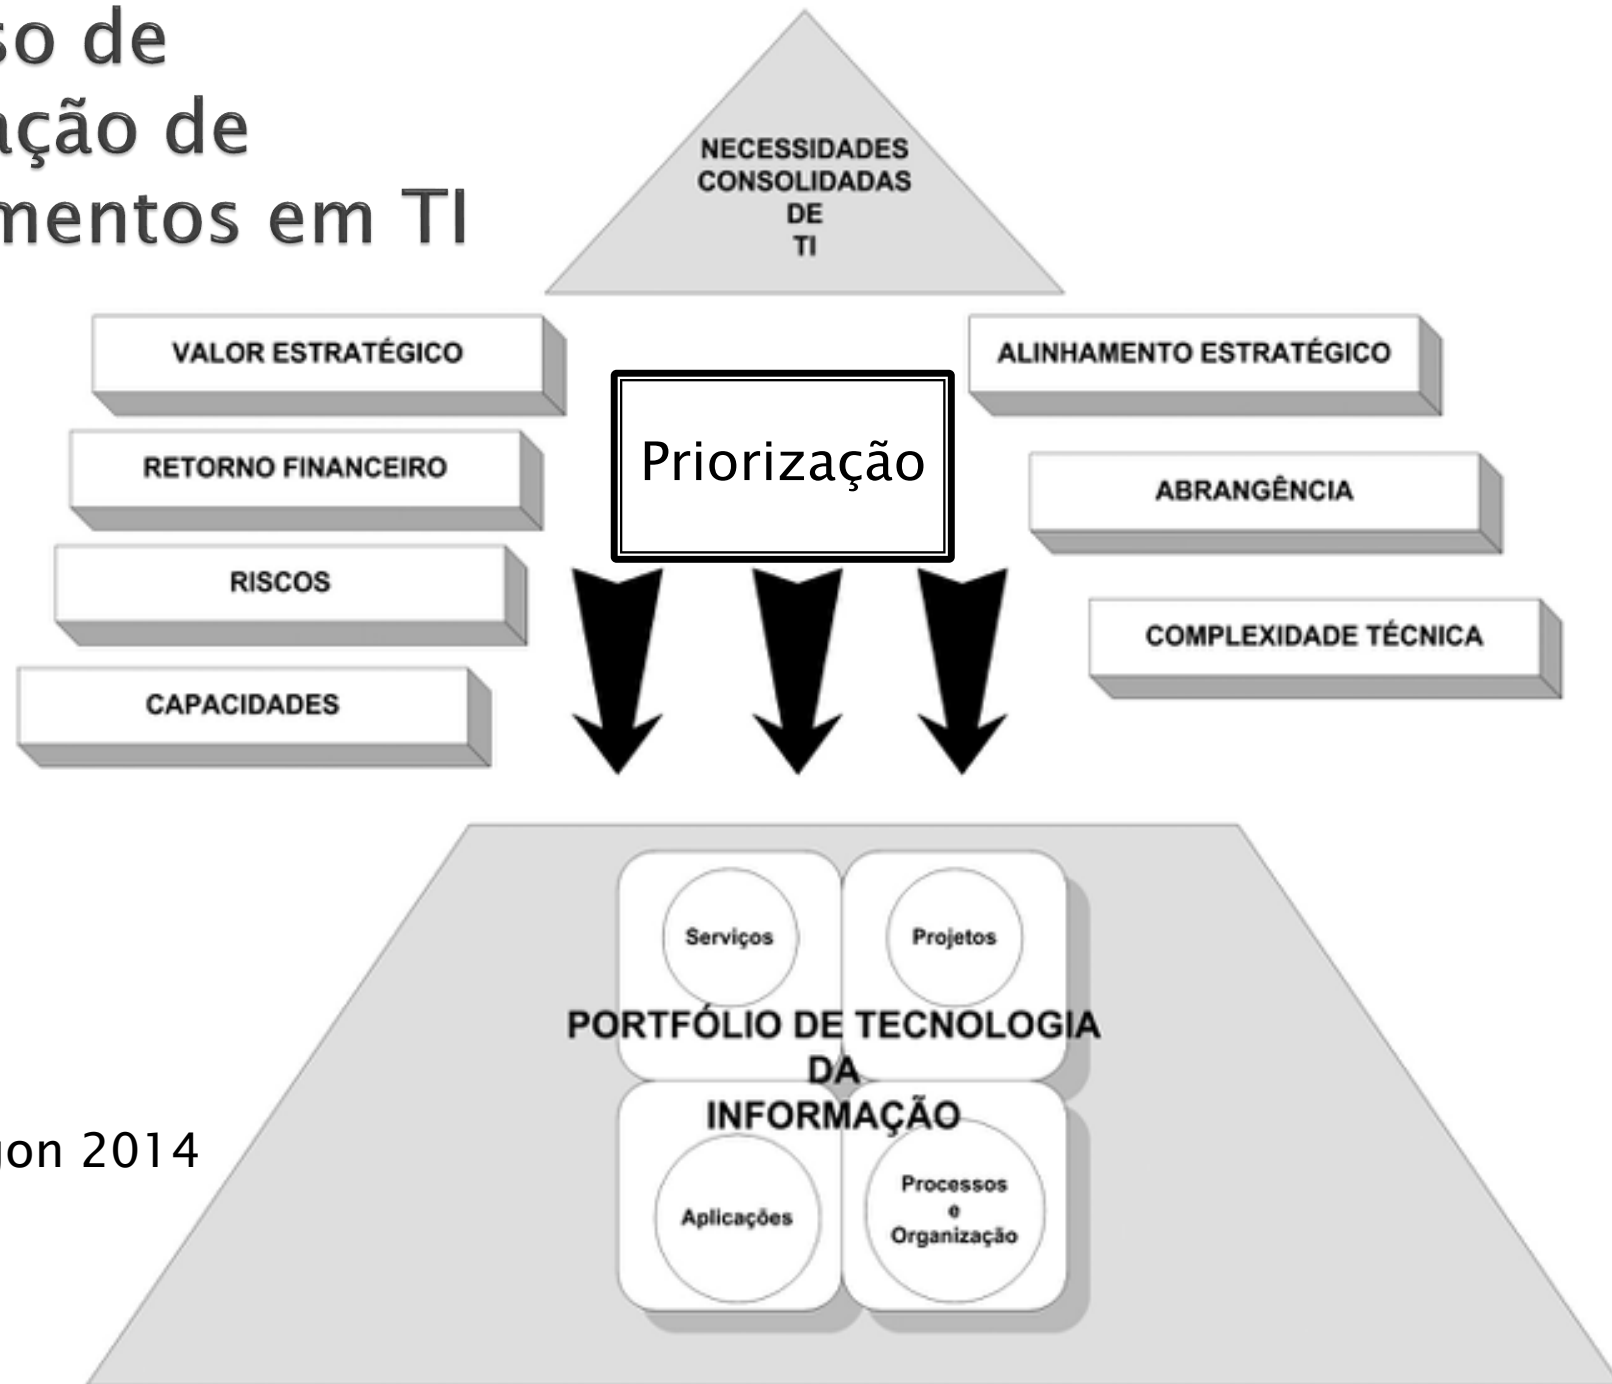 so de
ação de
mentos em TI
NECESSIDADES
CONSOLIDADAS
DE
TI
VALOR ESTRATÉGICO
RETORNO FINANCEIRO
RISCOS
CAPACIDADES
Priorização
ALINHAMENTO ESTRATÉGICO
ABRANGÊNCIA
COMPLEXIDADE TÉCNICA
Serviços
Projetos
PORTFÓLIO DE TECNOLOGIA
DA
INFORMAÇÃO
Aplicações
Processos
e
Organização
gon 2014